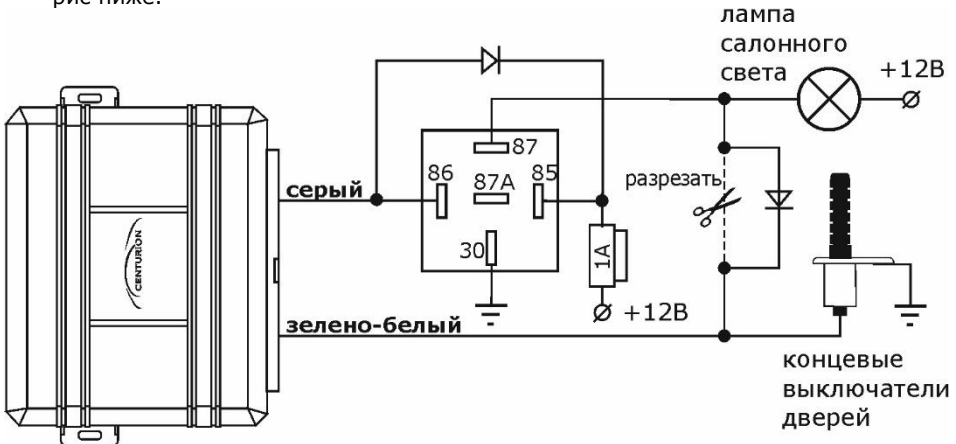 рис ниже.
лампа
салонного
света
+12В
87
86
87А
85
разрезать
серый
30
1А
CENTURION
+12В
зелено-белый
концевые
выключатели
дверей